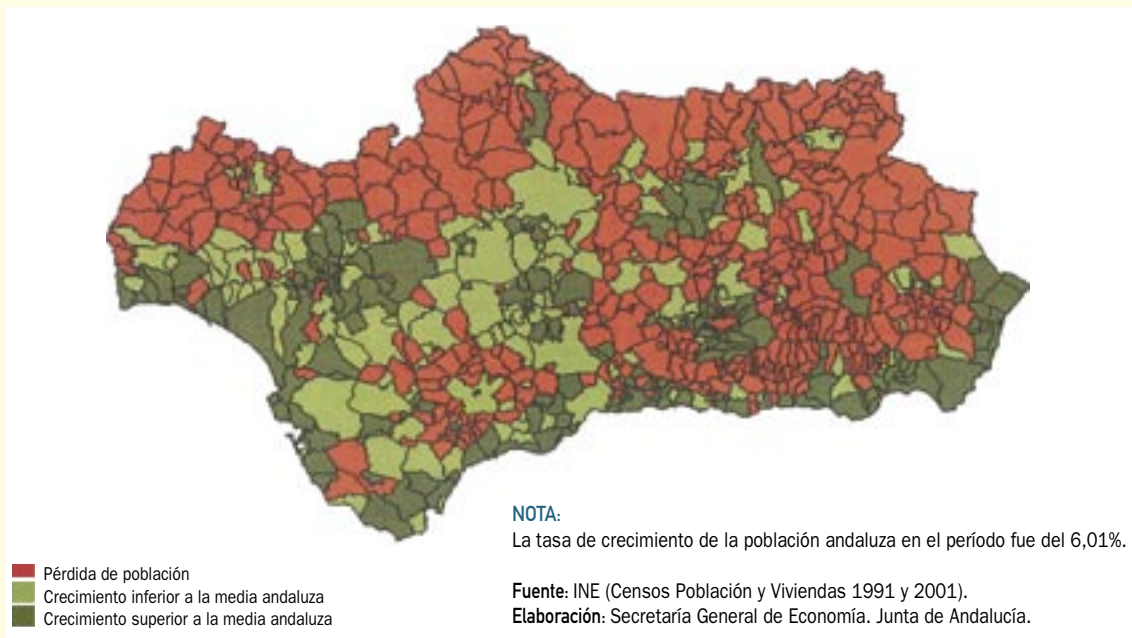 NOTA:
La tasa de crecimiento de la población andaluza en el período fue del 6,01%.
Pérdida de población
Crecimiento inferior a la media andaluza
Crecimiento superior a la media andaluza
Fuente: INE (Censos Población y Viviendas 1991 y 2001).
Elaboración: Secretaría General de Economía. Junta de Andalucía.